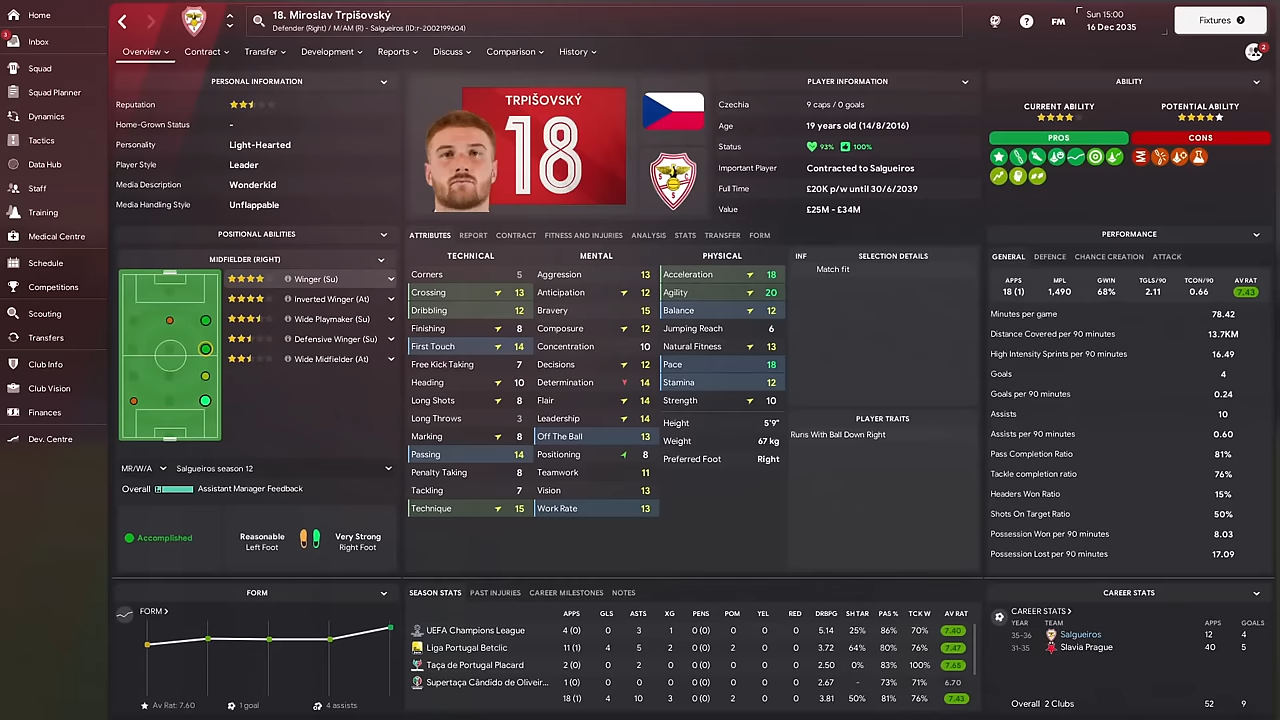 Home
3
Inbox
Squad
Squad Planner
Dynamics
Tactics
Data Hub
Staff
Training
Medical Centre
Schedule
Competitions
Scouting
Transfers
Club Info
Club Vision
Finances
Dev. Centre
18. Miroslav Trpišovský
Defender (Right) / M/AM (R) - Salgueiros (ID:r-2002199604)
FM
Sun 15:00
16 Dec 2035
Fixtures
Overview
Contract
Transfer
Development
Reports
Discuss
Comparison
History
2
PERSONAL INFORMATION
Reputation
Home-Grown Status -
Personality Light-Hearted
Player Style Leader
Media Description Wonderkid
Media Handling Style Unflappable
TRPIŠOVSKÝ
18
PLAYER INFORMATION
Czechia 9 caps / 0 goals
Age 19 years old (14/8/2016)
Status 93% 100%
Important Player Contracted to Salgueiros
Full Time £20K p/w until 30/6/2039
Value £25M - £34M
ABILITY
CURRENT ABILITY POTENTIAL ABILITY
PROS CONS
POSITIONAL ABILITIES
MIDFIELDER (RIGHT)
Winger (Su)
Inverted Winger (At)
Wide Playmaker (Su)
Defensive Winger (Su)
Wide Midfielder (At)
MR/W/A Salgueiros season 12
Overall Assistant Manager Feedback
Accomplished
Reasonable
Left Foot
Very Strong
Right Foot
ATTRIBUTES REPORT CONTRACT FITNESS AND INJURIES ANALYSIS STATS TRANSFER FORM
TECHNICAL
Corners 5
Crossing 13
Dribbling 12
Finishing 8
First Touch 14
Free Kick Taking 7
Heading 10
Long Shots 8
Long Throws 3
Marking 8
Passing 14
Penalty Taking 8
Tackling 7
Technique 15
MENTAL
Aggression 13
Anticipation 12
Bravery 15
Composure 12
Concentration 10
Decisions 12
Determination 14
Flair 14
Leadership 14
Off The Ball 13
Positioning 8
Teamwork 11
Vision 13
Work Rate 13
PHYSICAL
Acceleration 18
Agility 20
Balance 12
Jumping Reach 6
Natural Fitness 13
Pace 18
Stamina 12
Strength 10
Height 5'9"
Weight 67 kg
Preferred Foot Right
INF SELECTION DETAILS
Match fit
PLAYER TRAITS
Runs With Ball Down Right
PERFORMANCE
GENERAL DEFENCE CHANCE CREATION ATTACK
APPS MPL GWIN TGLS/90 TCON/90 AV RAT
18 (1) 1,490 68% 2.11 0.66 7.43
Minutes per game 78.42
Distance Covered per 90 minutes 13.7KM
High Intensity Sprints per 90 minutes 16.49
Goals 4
Goals per 90 minutes 0.24
Assists 10
Assists per 90 minutes 0.60
Pass Completion Ratio 81%
Tackle completion ratio 76%
Headers Won Ratio 15%
Shots On Target Ratio 50%
Possession Won per 90 minutes 8.03
Possession Lost per 90 minutes 17.09
FORM
FORM >
Av Rat: 7.60 1 goal 4 assists
SEASON STATS PAST INJURIES CAREER MILESTONES NOTES
APPS GLS ASTS XG PENS POM YEL RED DRBPG SH TAR PAS % TCK W AV RAT
UEFA Champions League 4 (0) 0 3 1 0 (0) 0 0 0 5.14 25% 86% 70% 7.40
Liga Portugal Betclic 11 (1) 4 5 2 0 (0) 2 0 0 3.72 64% 80% 76% 7.47
Taça de Portugal Placard 2 (0) 0 2 0 0 (0) 0 0 0 2.50 0% 83% 100% 7.65
Supertaça Cândido de Oliveir... 1 (0) 0 0 0 0 (0) 0 0 0 2.67 - 73% 71% 6.70
18 (1) 4 10 3 0 (0) 2 0 0 3.81 50% 81% 76% 7.43
CAREER STATS
CAREER STATS >
YEAR TEAM APPS GOALS
35-36 Salgueiros 12 4
31-35 Slavia Prague 40 5
Overall 2 Clubs 52 9